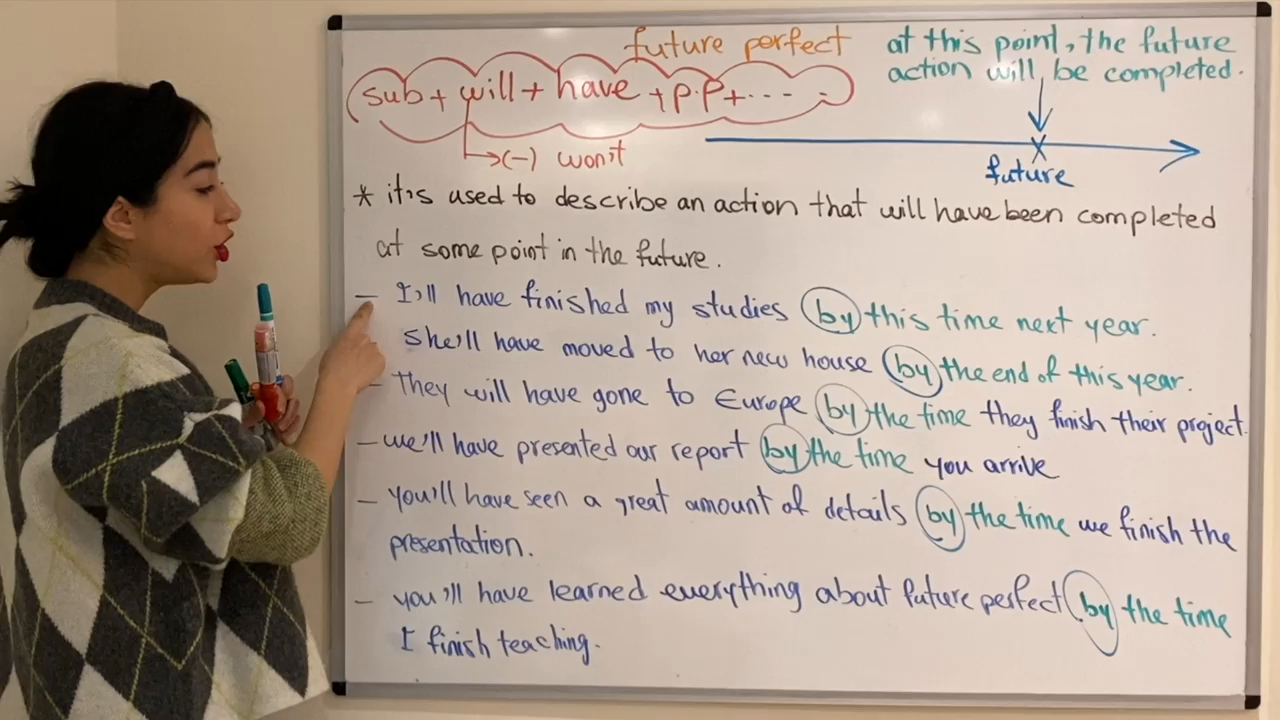 future perfect
sub + will + have + p.p + ... .
→(-) won't
at this point, the future
action will be completed.
future
* it's used to describe an action that will have been completed
at some point in the future.
- I'll have finished my studies by this time next year.
she'll have moved to her new house by the end of this year.
- They will have gone to Europe by the time they finish their project.
- we'll have presented our report by the time you arrive
- you'll have seen a great amount of details by the time we finish the
presentation.
- you'll have learned everything about future perfect by the time
I finish teaching.